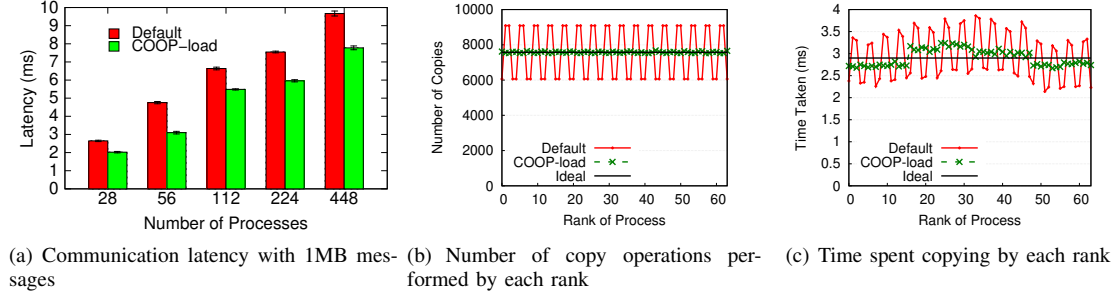 10
9
8
7
6
5
4
3
2
1
0
Latency (ms)
Default
COOP-load
28 56 112 224 448
Number of Processes
10000
8000
6000
4000
2000
0
Number of Copies
Default
COOP-load
Ideal
0 10 20 30 40 50 60
Rank of Process
4
3.5
3
2.5
2
1.5
1
0.5
0
Time Taken (ms)
Default
COOP-load
Ideal
0 10 20 30 40 50 60
Rank of Process
(a) Communication latency with 1MB mes-
sages
(b) Number of copy operations per-
formed by each rank
(c) Time spent copying by each rank